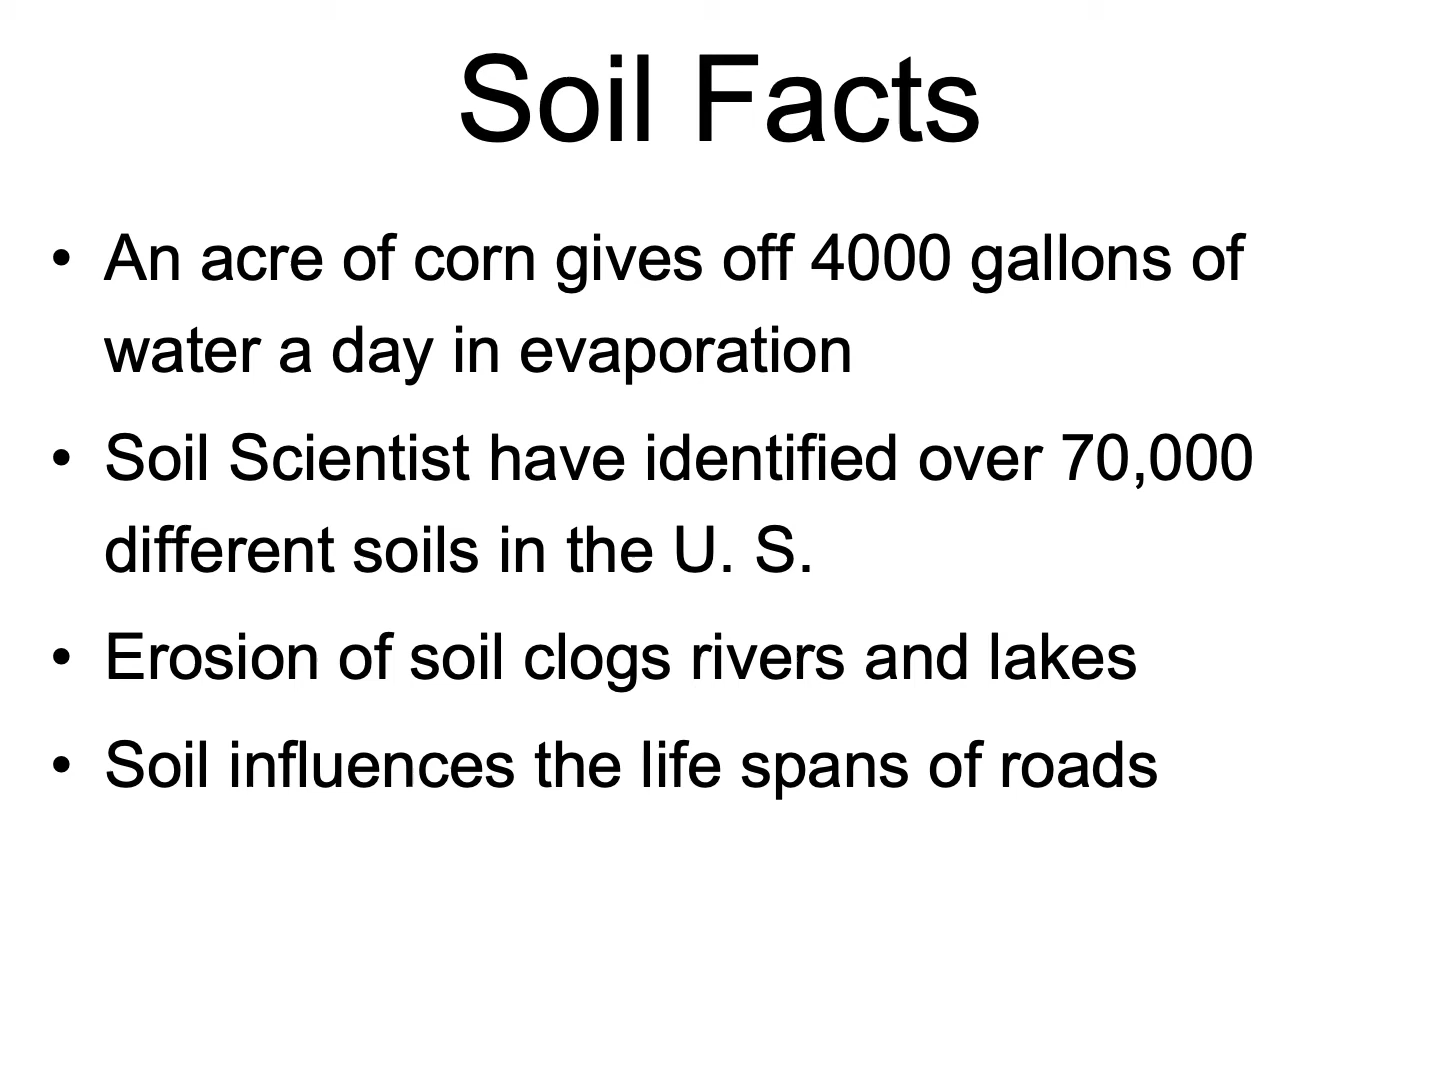 Soil Facts
• An acre of corn gives off 4000 gallons of
water a day in evaporation
• Soil Scientist have identified over 70,000
different soils in the U. S.
• Erosion of soil clogs rivers and lakes
• Soil influences the life spans of roads